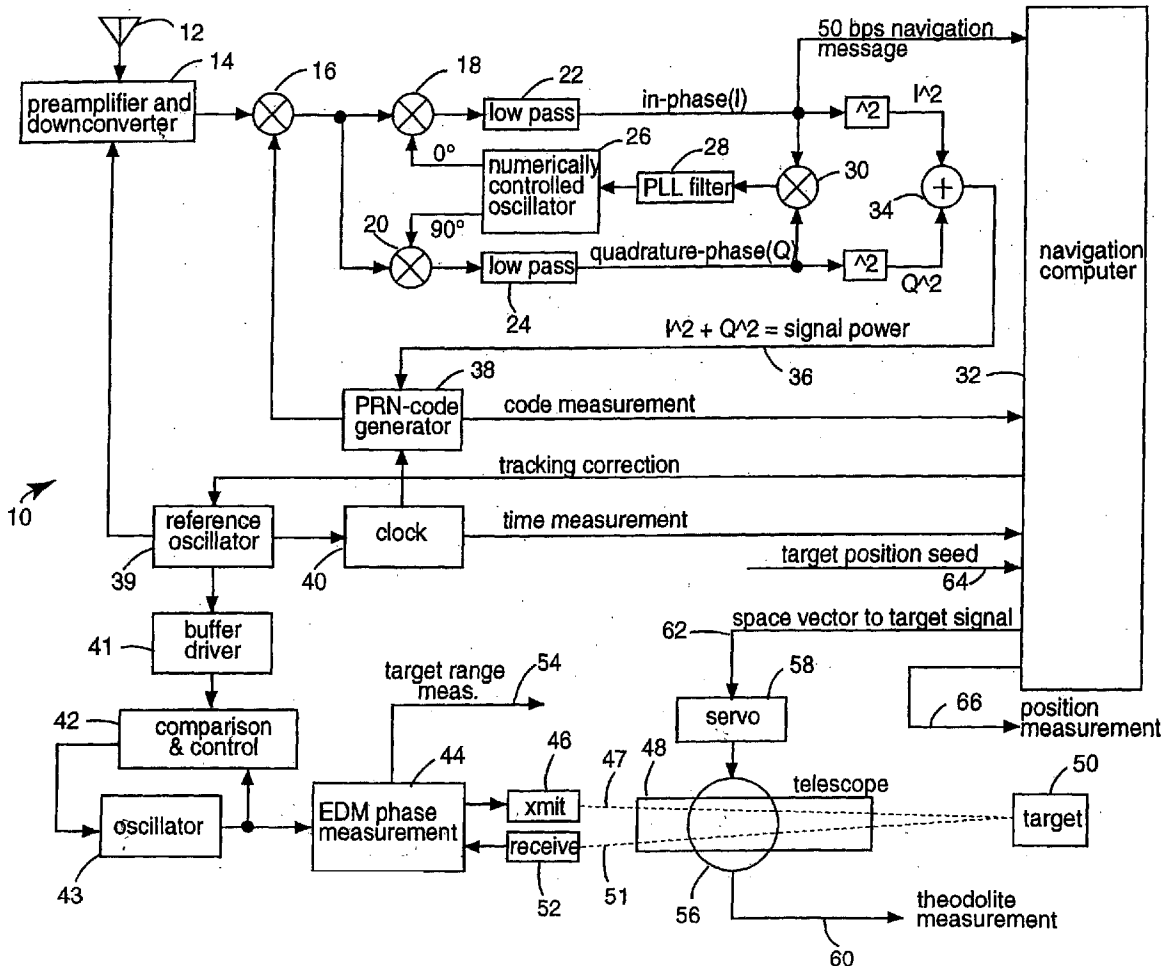 12
14
preamplifier and
downconverter
16
18
22
low pass
in-phase(I)
50 bps navigation
message
^2
I^2
0°
26
numerically
controlled
oscillator
28
PLL filter
30
34
+
20
90°
low pass
24
quadrature-phase(Q)
^2
Q^2
navigation
computer
I^2 + Q^2 = signal power
36
32
38
PRN-code
generator
code measurement
tracking correction
10
reference
oscillator
39
clock
40
time measurement
target position seed
64
space vector to target signal
62
41
buffer
driver
target range
meas.
54
58
servo
66
position
measurement
42
comparison
& control
44
EDM phase
measurement
46
xmit
47
48
telescope
50
target
oscillator
43
receive
52
51
56
theodolite
measurement
60